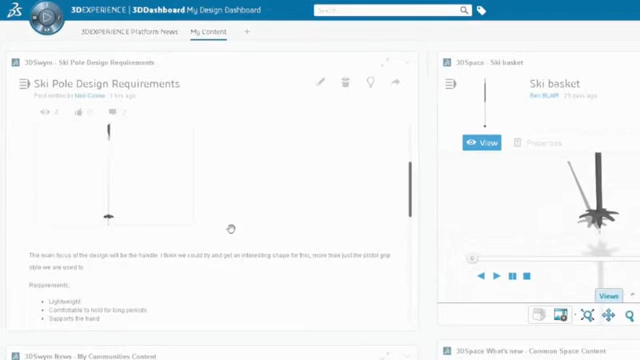 3DEXPERIENCE | 3DDashboard My Design Dashboard
Search
3DEXPERIENCE Platform News
My Content
3DSwym - Ski Pole Design Requirements
Ski Pole Design Requirements
The main focus of the design will be the handle. I think we could try and get an interesting shape for this, more than just the pistol grip
style we are used to.
Requirements:
Lightweight
Comfortable to hold for long periods
Supports the hand
3DSwym News - My Communities Content
3DSpace - Ski basket
Ski basket
Ben BLAIR
View
Properties
Views
3DSpace What's new - Common Space Content